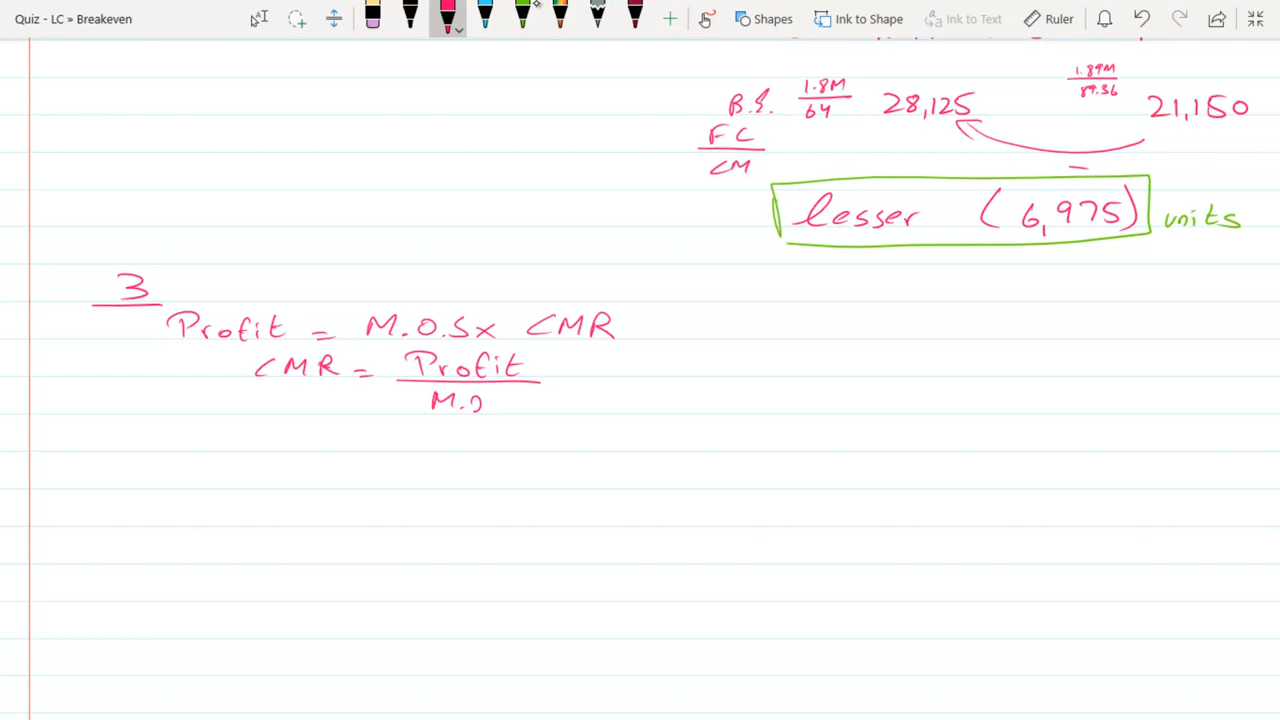 Quiz - LC » Breakeven
Shapes Ink to Shape Ink to Text Ruler
B.E. 1.8M/64 28,125 1.89M/89.36 21,150
FC/CM
lesser (6,975) units
3
Profit = M.O.S x CMR
CMR = Profit
M.O